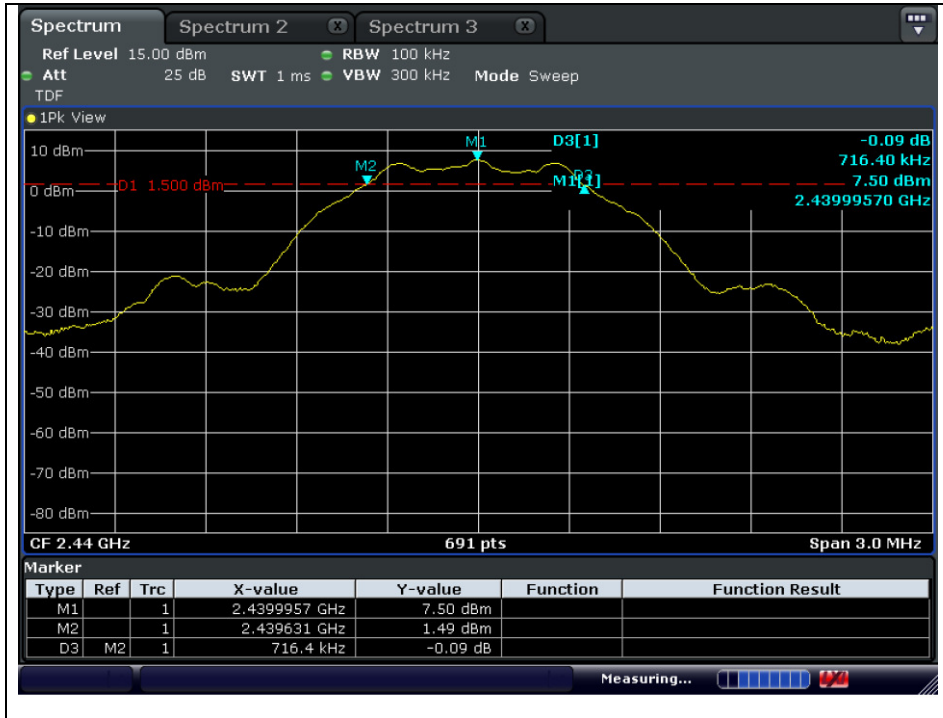 Spectrum Spectrum 2 Spectrum 3
Ref Level 15.00 dBm RBW 100 kHz
Att 25 dB SWT 1 ms VBW 300 kHz Mode Sweep
TDF
1Pk View
M1 D3[1] -0.09 dB
10 dBm
M2 716.40 kHz
D1 1.500 dBm M1[1] D3 7.50 dBm
0 dBm
2.43999570 GHz
-10 dBm
-20 dBm
-30 dBm
-40 dBm
-50 dBm
-60 dBm
-70 dBm
-80 dBm
CF 2.44 GHz 691 pts Span 3.0 MHz
Marker
Type Ref Trc X-value Y-value Function Function Result
M1 1 2.4399957 GHz 7.50 dBm
M2 1 2.439631 GHz 1.49 dBm
D3 M2 1 716.4 kHz -0.09 dB
Measuring...